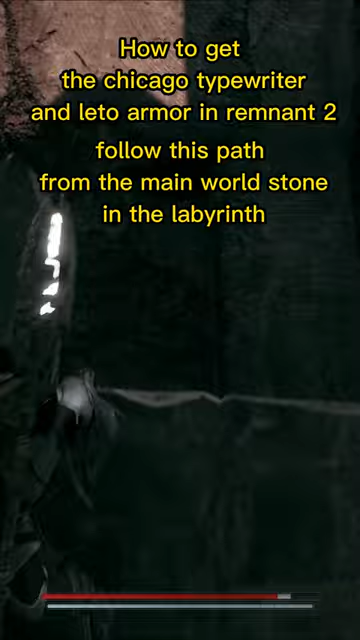 How to get
the chicago typewriter
and leto armor in remnant 2
follow this path
from the main world stone
in the labyrinth